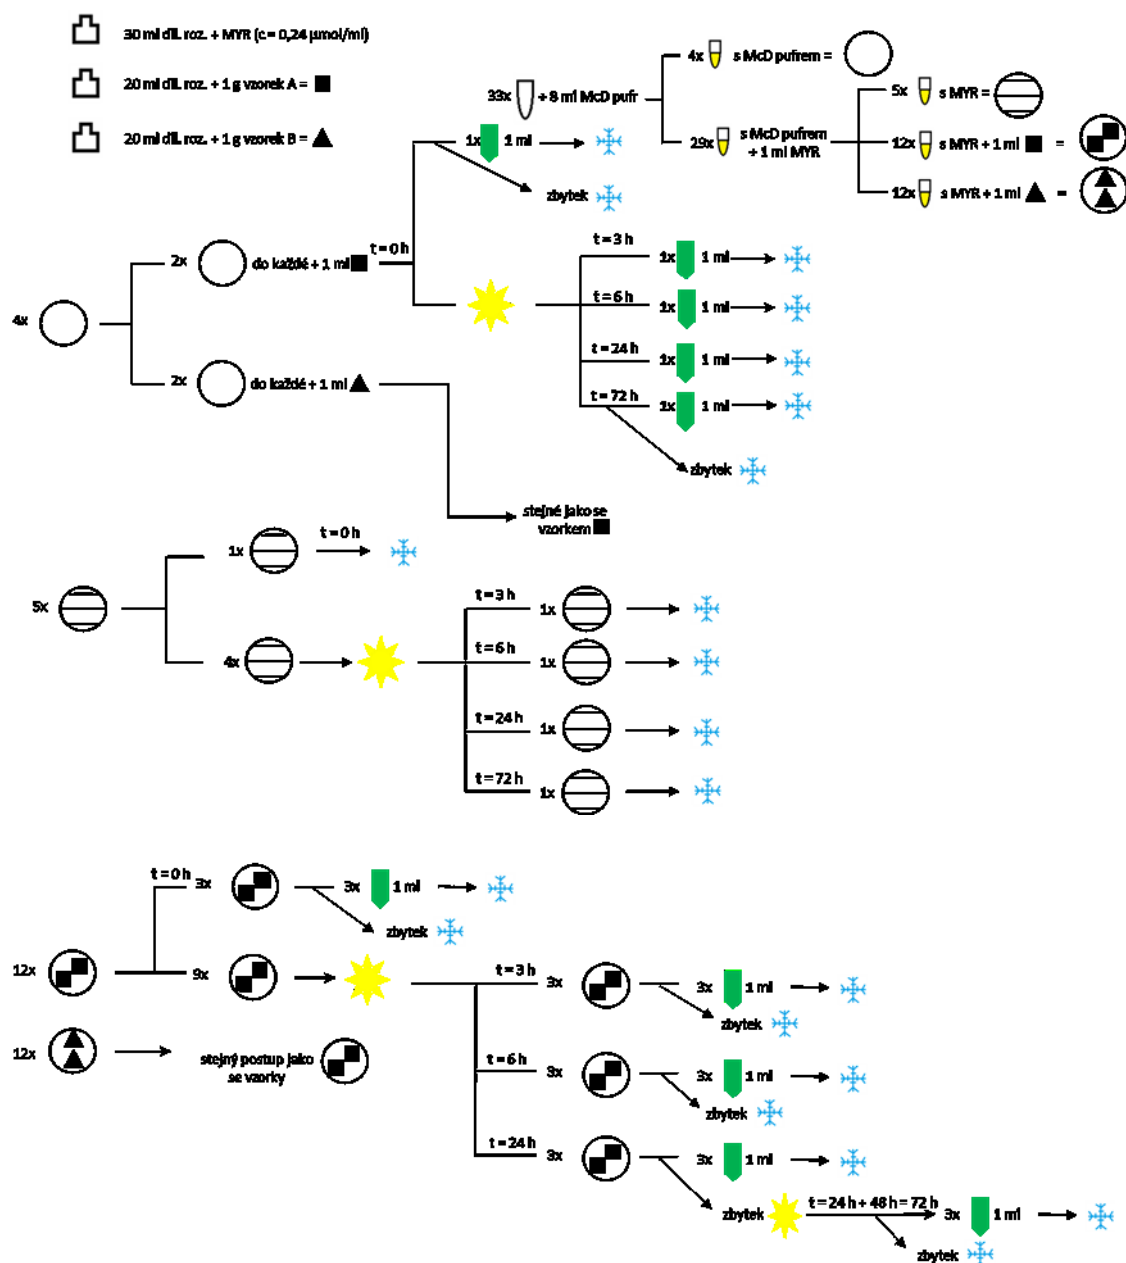 30 ml dil. roz. + MYR (c = 0,24 μmol/ml)
20 ml dil. roz. + 1 g vzorek A =
20 ml dil. roz. + 1 g vzorek B =
33x + 8 ml McD pufr
4x s McD pufrem =
29x s McD pufrem
+ 1 ml MYR
5x s MYR =
12x s MYR + 1 ml =
12x s MYR + 1 ml =
1x 1 ml
zbytek
4x
2x do každé + 1 ml
t = 0 h
2x do každé + 1 ml
t = 3 h
1x 1 ml
t = 6 h
1x 1 ml
t = 24 h
1x 1 ml
t = 72 h
1x 1 ml
zbytek
stejné jako se
vzorkem
5x
1x
t = 0 h
4x
t = 3 h
1x
t = 6 h
1x
t = 24 h
1x
t = 72 h
1x
12x
t = 0 h
3x
3x 1 ml
zbytek
9x
t = 3 h
3x
3x 1 ml
zbytek
12x
stejný postup jako
se vzorky
t = 6 h
3x
3x 1 ml
zbytek
t = 24 h
3x
3x 1 ml
zbytek
t = 24 h + 48 h = 72 h
3x 1 ml
zbytek